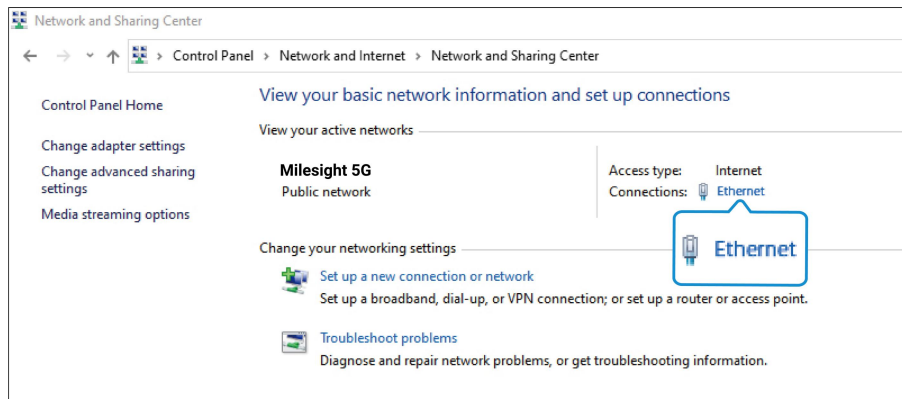 Network and Sharing Center
Control Panel > Network and Internet > Network and Sharing Center
Control Panel Home
Change adapter settings
Change advanced sharing
settings
Media streaming options
View your basic network information and set up connections
View your active networks
Milesight 5G
Public network
Access type: Internet
Connections: Ethernet
Ethernet
Change your networking settings
Set up a new connection or network
Set up a broadband, dial-up, or VPN connection; or set up a router or access point.
Troubleshoot problems
Diagnose and repair network problems, or get troubleshooting information.